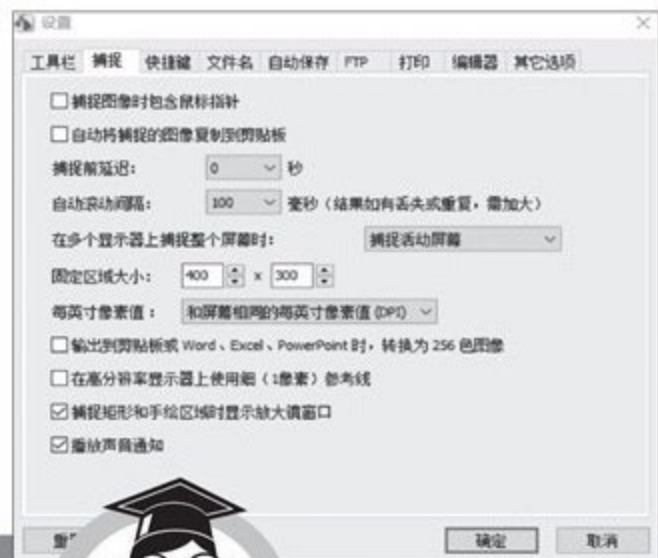 设置
工具栏 捕捉 快捷键 文件名 自动保存 FTP 打印 编辑器 其它选项
捕捉图像时包含鼠标指针
自动将捕捉的图像复制到剪贴板
捕捉前延迟: 0 秒
自动滚动间隔: 100 毫秒(结果如有丢失或重复,需加大)
在多个显示器上捕捉整个屏幕时: 捕捉活动屏幕
固定区域大小: 400 x 300
每英寸像素值: 和屏幕相同的每英寸像素值(DPI)
输出到剪贴板或 Word、Excel、PowerPoint 时,转换为 256 色图像
在高分辨率显示器上使用细(1像素)参考线
捕捉矩形和手绘区域时显示放大镜窗口
播放声音通知
确定 取消